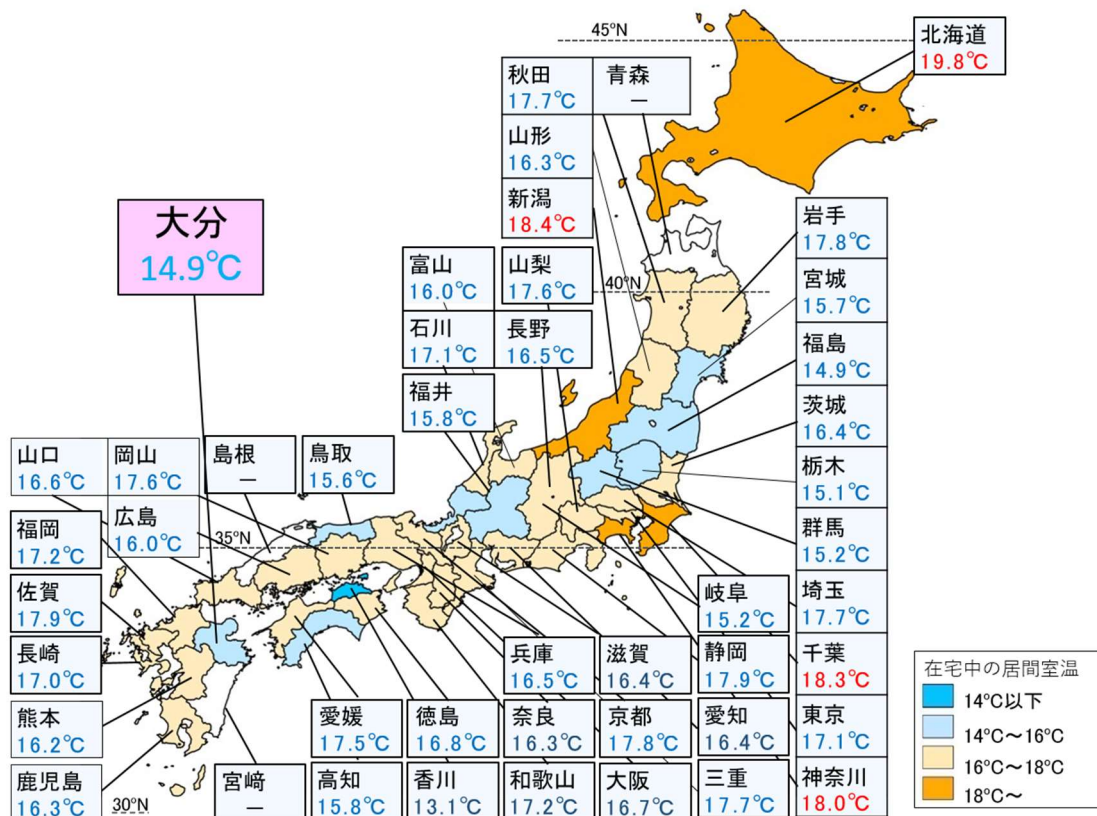 45°N
北海道
19.8℃
秋田
17.7℃
青森
―
山形
16.3℃
新潟
18.4℃
大分
14.9℃
岩手
17.8℃
富山
16.0℃
山梨
17.6℃
40°N
宮城
15.7℃
石川
17.1℃
長野
16.5℃
福島
14.9℃
福井
15.8℃
茨城
16.4℃
山口
16.6℃
岡山
17.6℃
島根
―
鳥取
15.6℃
栃木
15.1℃
福岡
17.2℃
広島
16.0℃
35°N
群馬
15.2℃
佐賀
17.9℃
岐阜
15.2℃
埼玉
17.7℃
長崎
17.0℃
兵庫
16.5℃
滋賀
16.4℃
静岡
17.9℃
千葉
18.3℃
熊本
16.2℃
愛媛
17.5℃
徳島
16.8℃
奈良
16.3℃
京都
17.8℃
愛知
16.4℃
東京
17.1℃
鹿児島
16.3℃
30°N
宮﨑
―
高知
15.8℃
香川
13.1℃
和歌山
17.2℃
大阪
16.7℃
三重
17.7℃
神奈川
18.0℃
在宅中の居間室温
14℃以下
14℃～16℃
16℃～18℃
18℃～